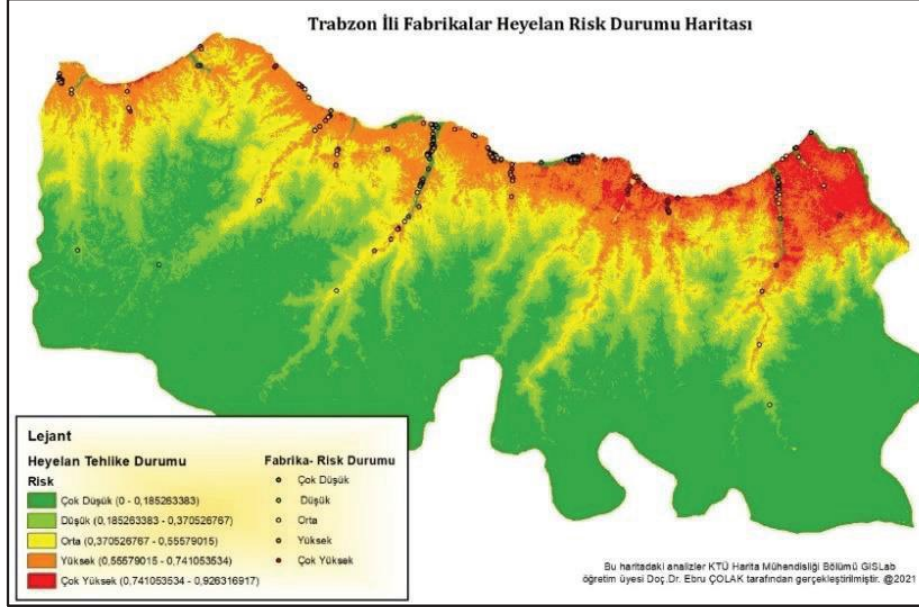 Trabzon İli Fabrikalar Heyelan Risk Durumu Haritası
Lejant
Heyelan Tehlike Durumu
Risk
Çok Düşük (0 - 0,185263383)
Düşük (0,185263383 - 0,370526767)
Orta (0,370526767 - 0,55579015)
Yüksek (0,55579015 - 0,741053534)
Çok Yüksek (0,741053534 - 0,926316917)
Fabrika- Risk Durumu
Çok Düşük
Düşük
Orta
Yüksek
Çok Yüksek
Bu haritadaki analizler KTÜ Harita Mühendisliği Bölümü GISLab
öğretim üyesi Doç.Dr. Ebru ÇOLAK tarafından gerçekleştirilmiştir. @2021